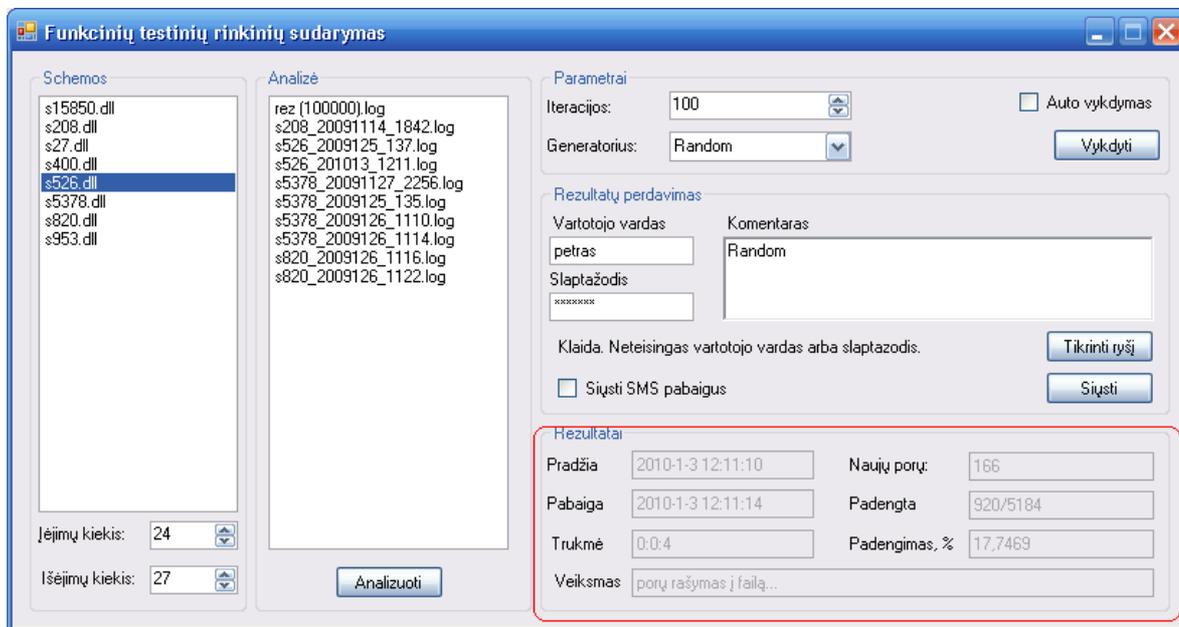 Funkcinių testinių rinkinių sudarymas
Schemos
s15850.dll
s208.dll
s27.dll
s400.dll
s526.dll
s5378.dll
s820.dll
s953.dll
Įėjimų kiekis: 24
Išėjimų kiekis: 27
Analizė
rez (100000).log
s208_20091114_1842.log
s526_2009125_137.log
s526_201013_1211.log
s5378_20091127_2256.log
s5378_2009125_135.log
s5378_2009126_1110.log
s5378_2009126_1114.log
s820_2009126_1116.log
s820_2009126_1122.log
Analizuoti
Parametrai
Iteracijos: 100
Auto vykdymas
Generatorius: Random
Vykdyti
Rezultatų perdavimas
Vartotojo vardas
petras
Slaptažodis
*******
Komentaras
Random
Klaida. Neteisingas vartotojo vardas arba slaptazodis.
Tikrinti ryšį
Siųsti SMS pabaigus
Siųsti
Rezultatai
Pradžia 2010-1-3 12:11:10
Naujų porų: 166
Pabaiga 2010-1-3 12:11:14
Padengta 920/5184
Trukmė 0:0:4
Padengimas, % 17,7469
Veiksmas porų rašymas į failą...